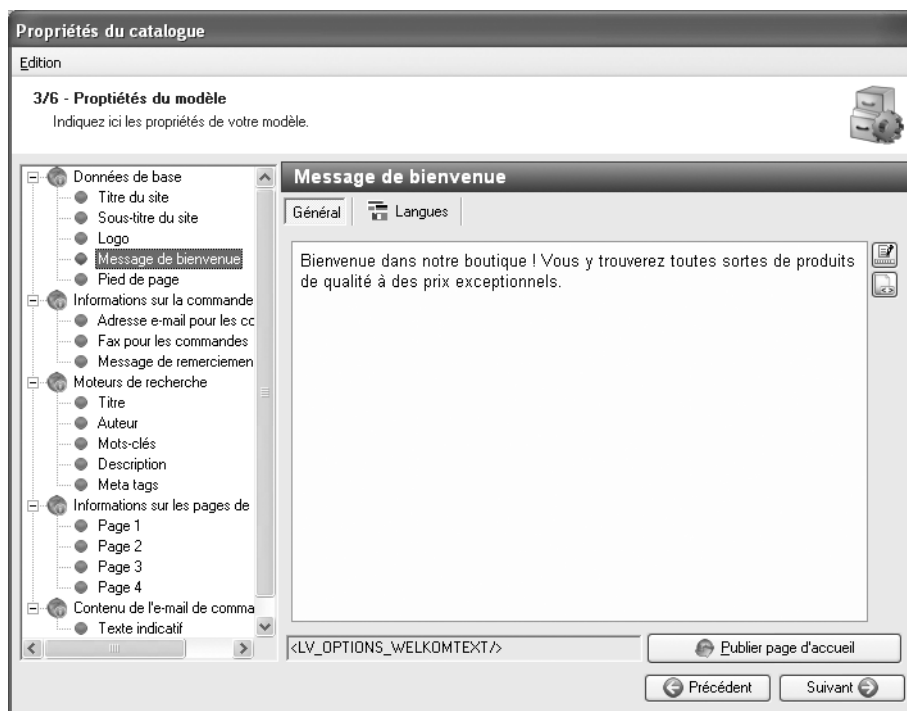 Propriétés du catalogue
Edition
3/6 - Proptiétés du modèle
Indiquez ici les propriétés de votre modèle.
Données de base
Titre du site
Sous-titre du site
Logo
Message de bienvenue
Pied de page
Informations sur la commande
Adresse e-mail pour les cc
Fax pour les commandes
Message de remerciemen
Moteurs de recherche
Titre
Auteur
Mots-clés
Description
Meta tags
Informations sur les pages de
Page 1
Page 2
Page 3
Page 4
Contenu de l'e-mail de comma
Texte indicatif
Message de bienvenue
Général Langues
Bienvenue dans notre boutique ! Vous y trouverez toutes sortes de produits
de qualité à des prix exceptionnels.
<LV_OPTIONS_WELKOMTEXT/>
Publier page d'accueil
Précédent Suivant